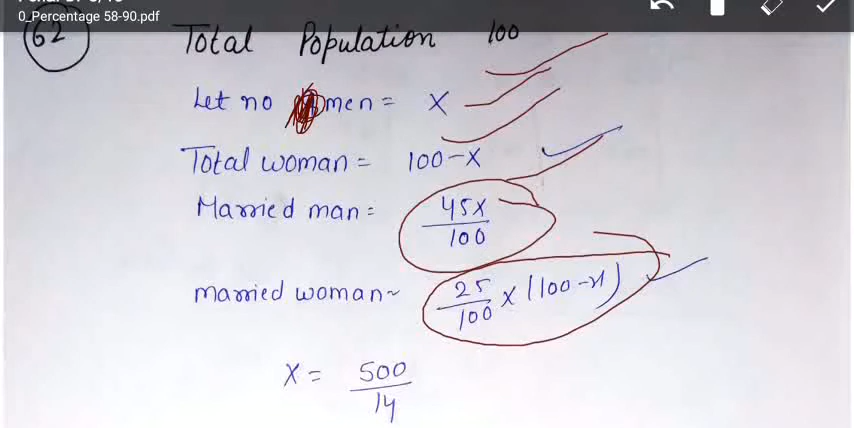 0_Percentage 58-90.pdf
62 Total Population 100
Let no men = X
Total woman = 100-X
Married man = 45X/100
married woman ~ 25/100 x (100-x)
X = 500/14